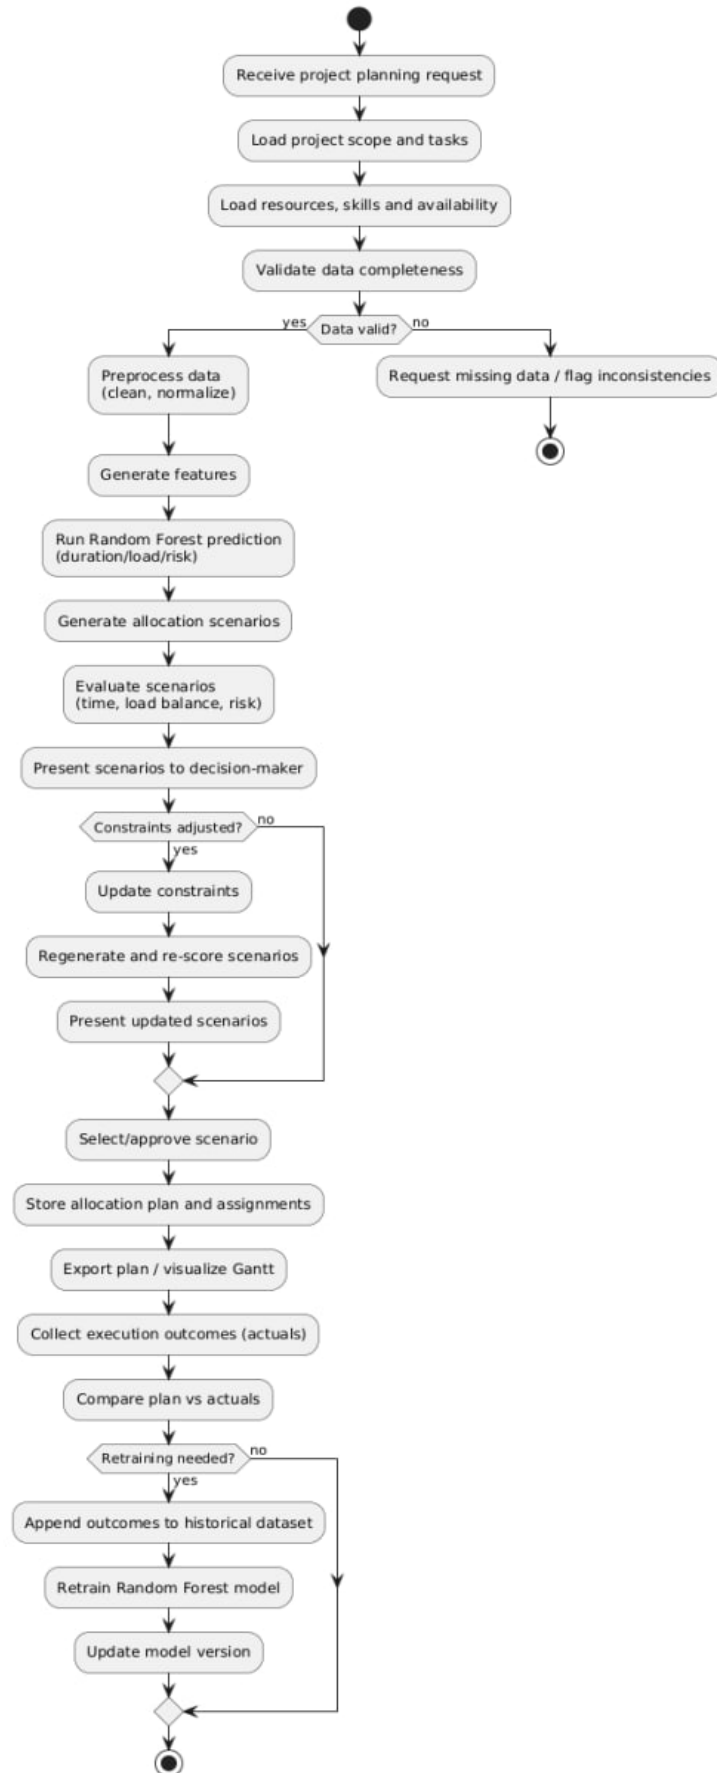 Receive project planning request
Load project scope and tasks
Load resources, skills and availability
Validate data completeness
yes
Data valid?
no
Preprocess data
(clean, normalize)
Request missing data / flag inconsistencies
Generate features
Run Random Forest prediction
(duration/load/risk)
Generate allocation scenarios
Evaluate scenarios
(time, load balance, risk)
Present scenarios to decision-maker
Constraints adjusted?
no
yes
Update constraints
Regenerate and re-score scenarios
Present updated scenarios
Select/approve scenario
Store allocation plan and assignments
Export plan / visualize Gantt
Collect execution outcomes (actuals)
Compare plan vs actuals
Retraining needed?
no
yes
Append outcomes to historical dataset
Retrain Random Forest model
Update model version